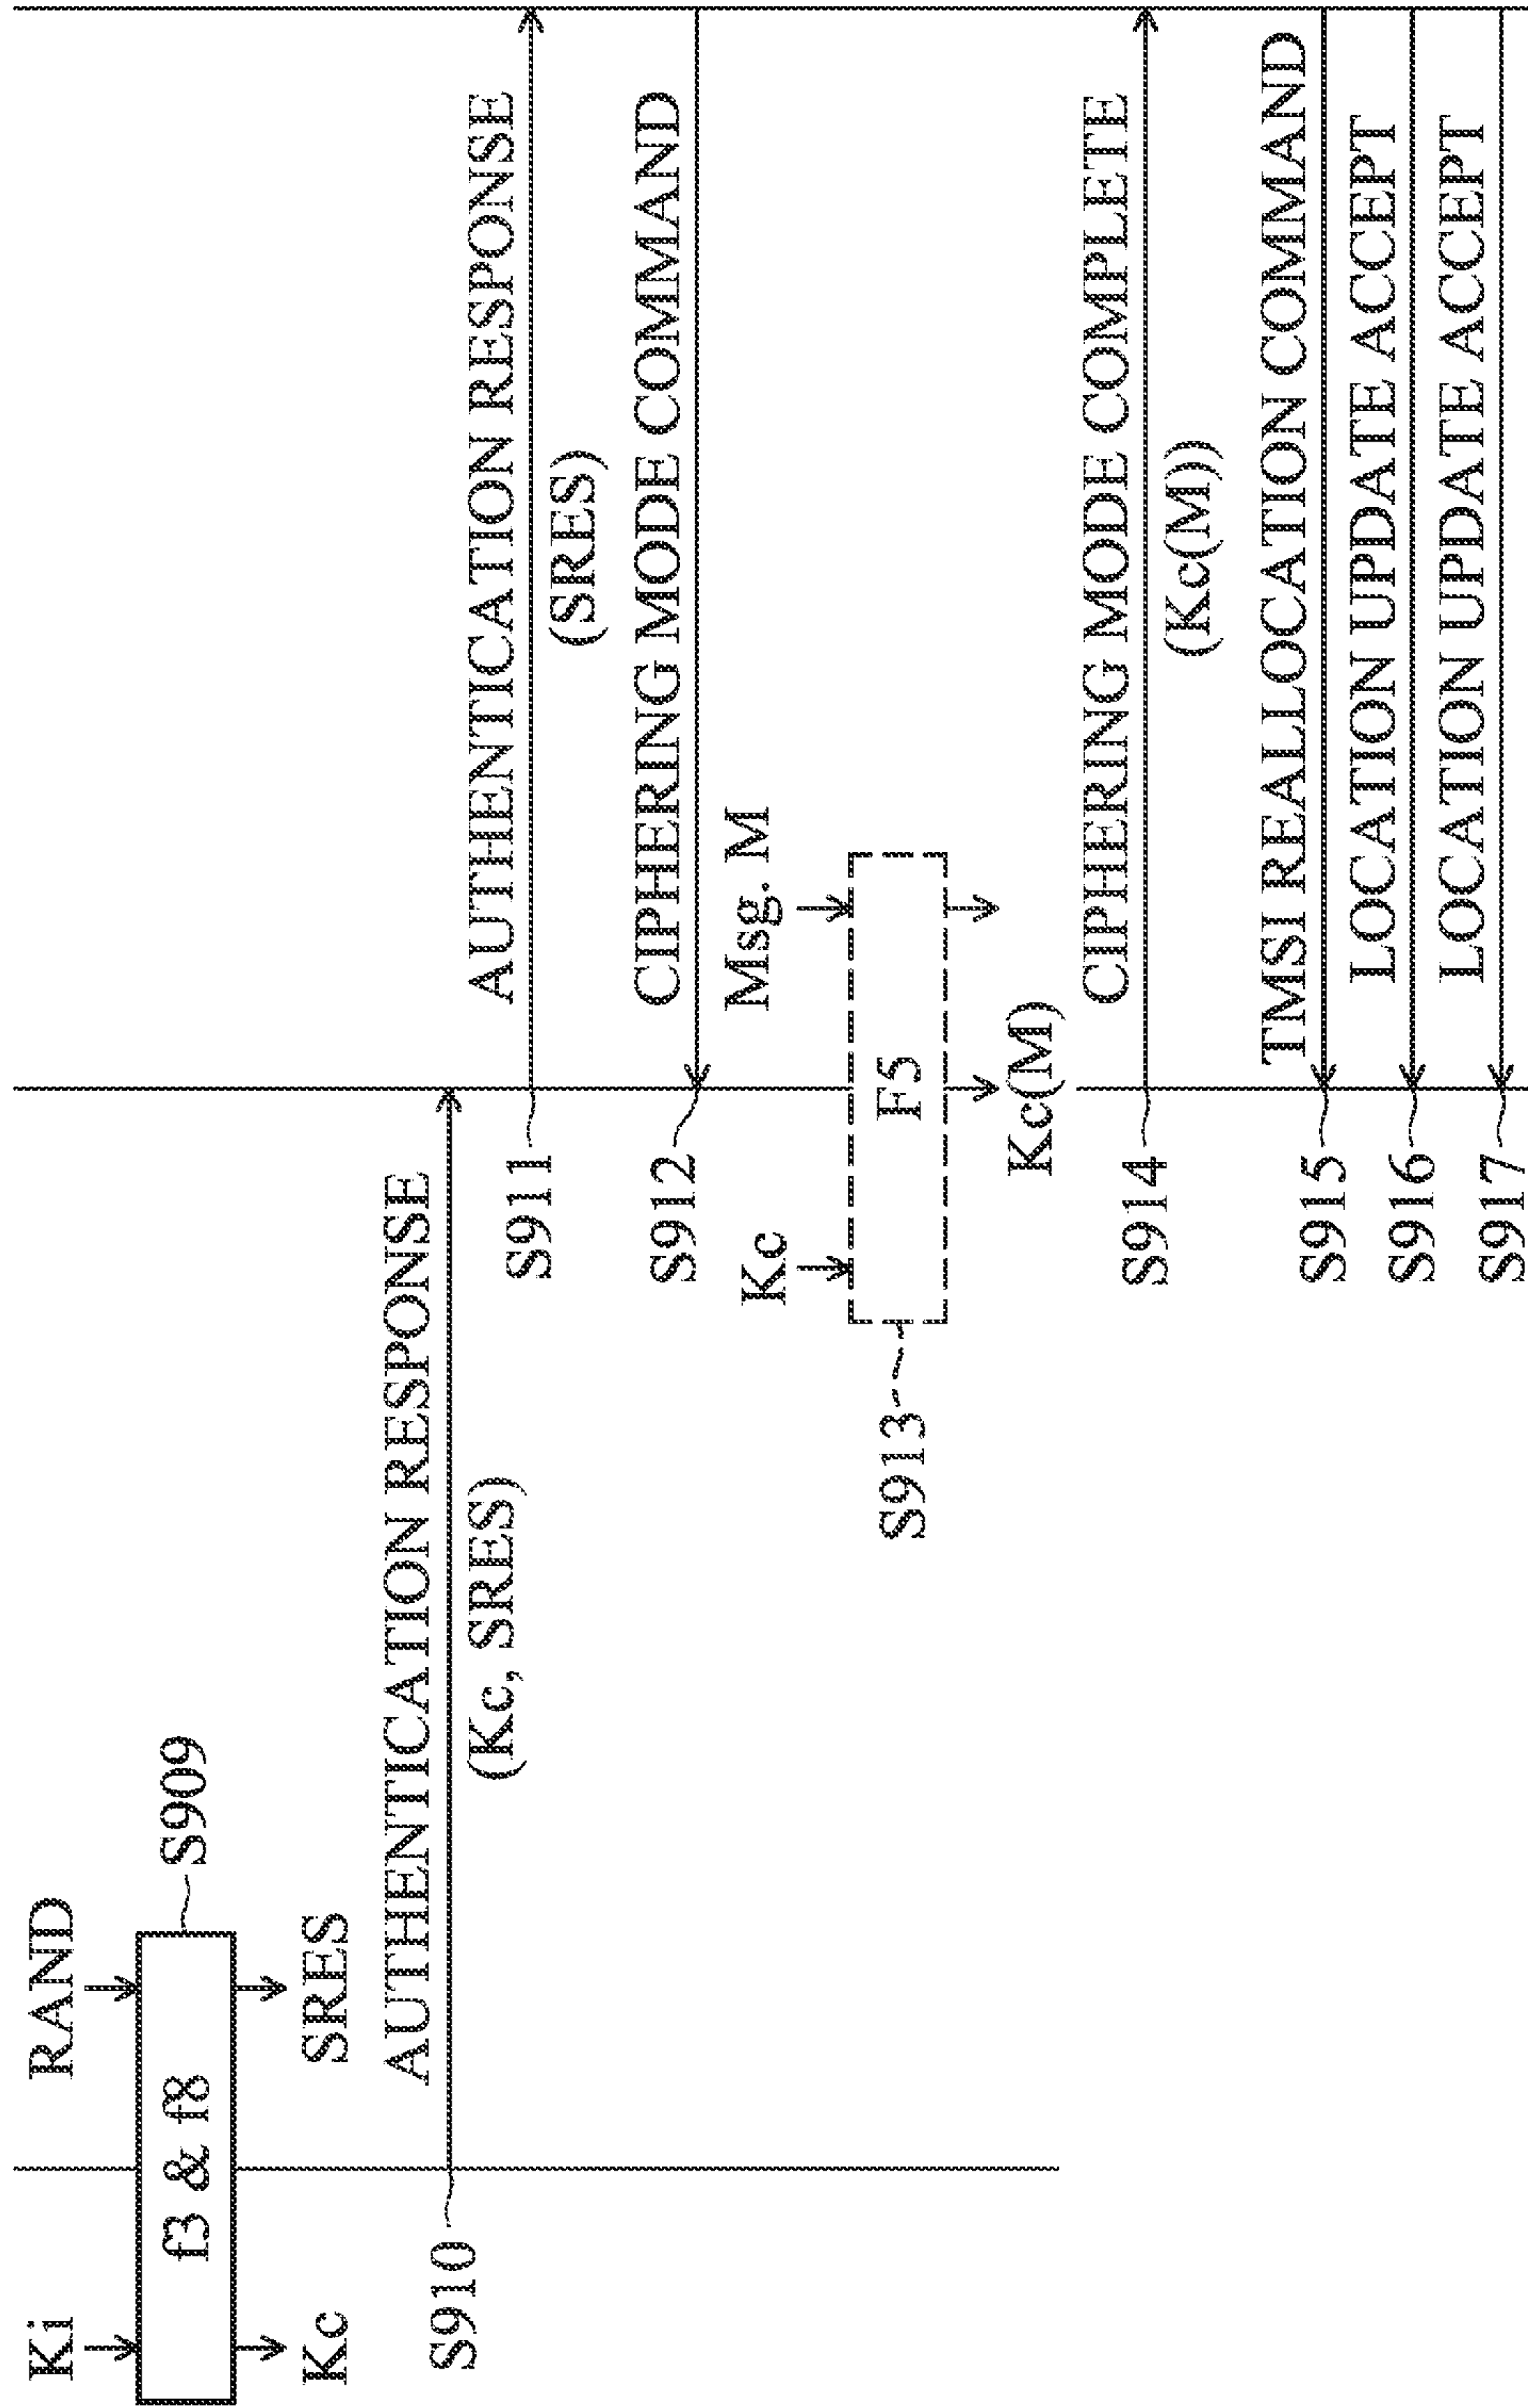 Ki
RAND
f3 & f8
S909
Kc
SRES
AUTHENTICATION RESPONSE
S910
(Kc, SRES)
AUTHENTICATION RESPONSE
S911
(SRES)
CIPHERING MODE COMMAND
S912
Kc
Msg. M
F5
S913
Kc(M)
CIPHERING MODE COMPLETE
S914
(Kc(M))
TMSI REALLOCATION COMMAND
S915
LOCATION UPDATE ACCEPT
S916
LOCATION UPDATE ACCEPT
S917